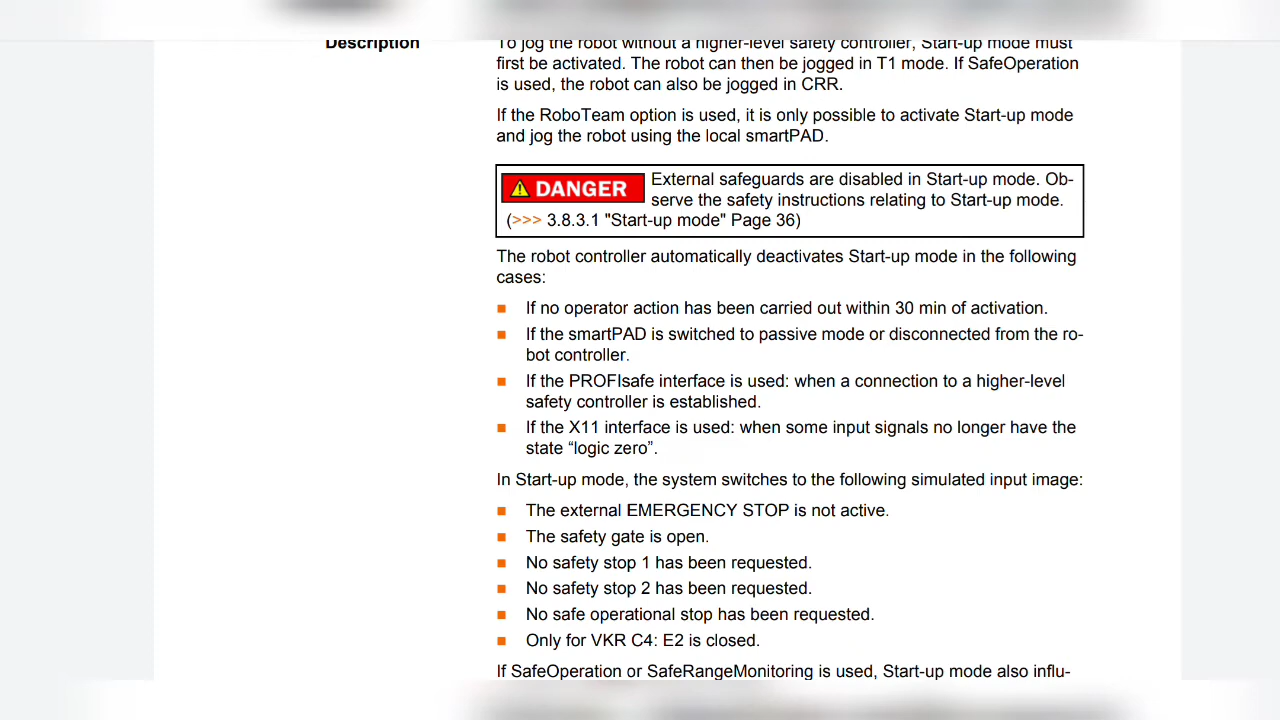 Description
To jog the robot without a higher-level safety controller, Start-up mode must
first be activated. The robot can then be jogged in T1 mode. If SafeOperation
is used, the robot can also be jogged in CRR.
If the RoboTeam option is used, it is only possible to activate Start-up mode
and jog the robot using the local smartPAD.
DANGER External safeguards are disabled in Start-up mode. Ob-
serve the safety instructions relating to Start-up mode.
(>>> 3.8.3.1 "Start-up mode" Page 36)
The robot controller automatically deactivates Start-up mode in the following
cases:
■ If no operator action has been carried out within 30 min of activation.
■ If the smartPAD is switched to passive mode or disconnected from the ro-
bot controller.
■ If the PROFIsafe interface is used: when a connection to a higher-level
safety controller is established.
■ If the X11 interface is used: when some input signals no longer have the
state “logic zero”.
In Start-up mode, the system switches to the following simulated input image:
■ The external EMERGENCY STOP is not active.
■ The safety gate is open.
■ No safety stop 1 has been requested.
■ No safety stop 2 has been requested.
■ No safe operational stop has been requested.
■ Only for VKR C4: E2 is closed.
If SafeOperation or SafeRangeMonitoring is used, Start-up mode also influ-